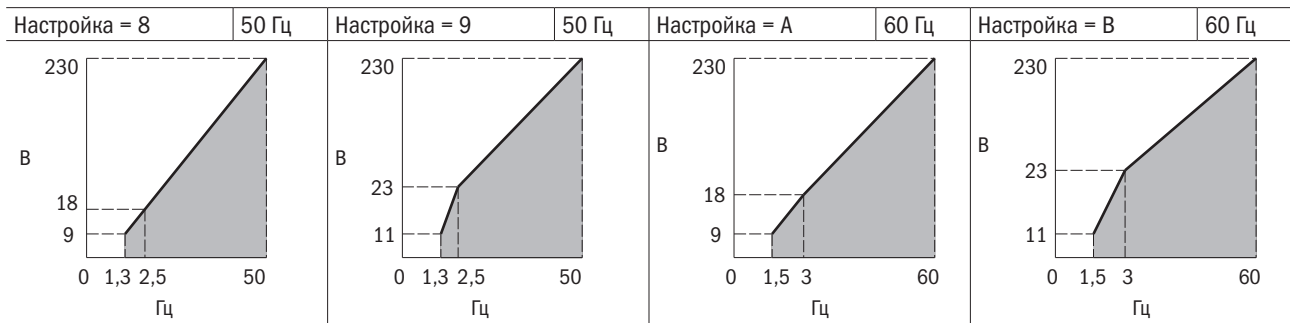 Настройка = 8 50 Гц Настройка = 9 50 Гц Настройка = A 60 Гц Настройка = B 60 Гц
230 230 230 230
В В В В
18 23 18 23
9 11 9 11
0 1,3 2,5 50 0 1,3 2,5 50 0 1,5 3 60 0 1,5 3 60
Гц Гц Гц Гц